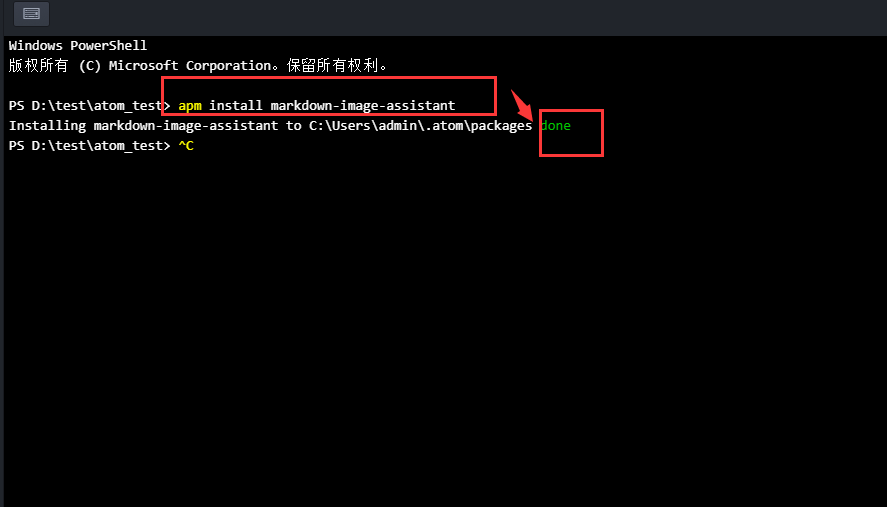 Windows PowerShell
版权所有 (C) Microsoft Corporation。保留所有权利。
PS D:\test\atom_test> apm install markdown-image-assistant
Installing markdown-image-assistant to C:\Users\admin\.atom\packages done
PS D:\test\atom_test> ^C